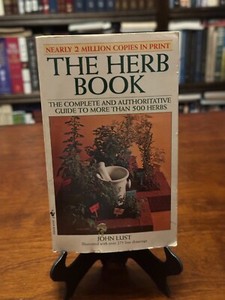 NEARLY 2 MILLION COPIES IN PRINT
THE HERB
BOOK
THE COMPLETE AND AUTHORITATIVE
GUIDE TO MORE THAN 500 HERBS
JOHN LUST